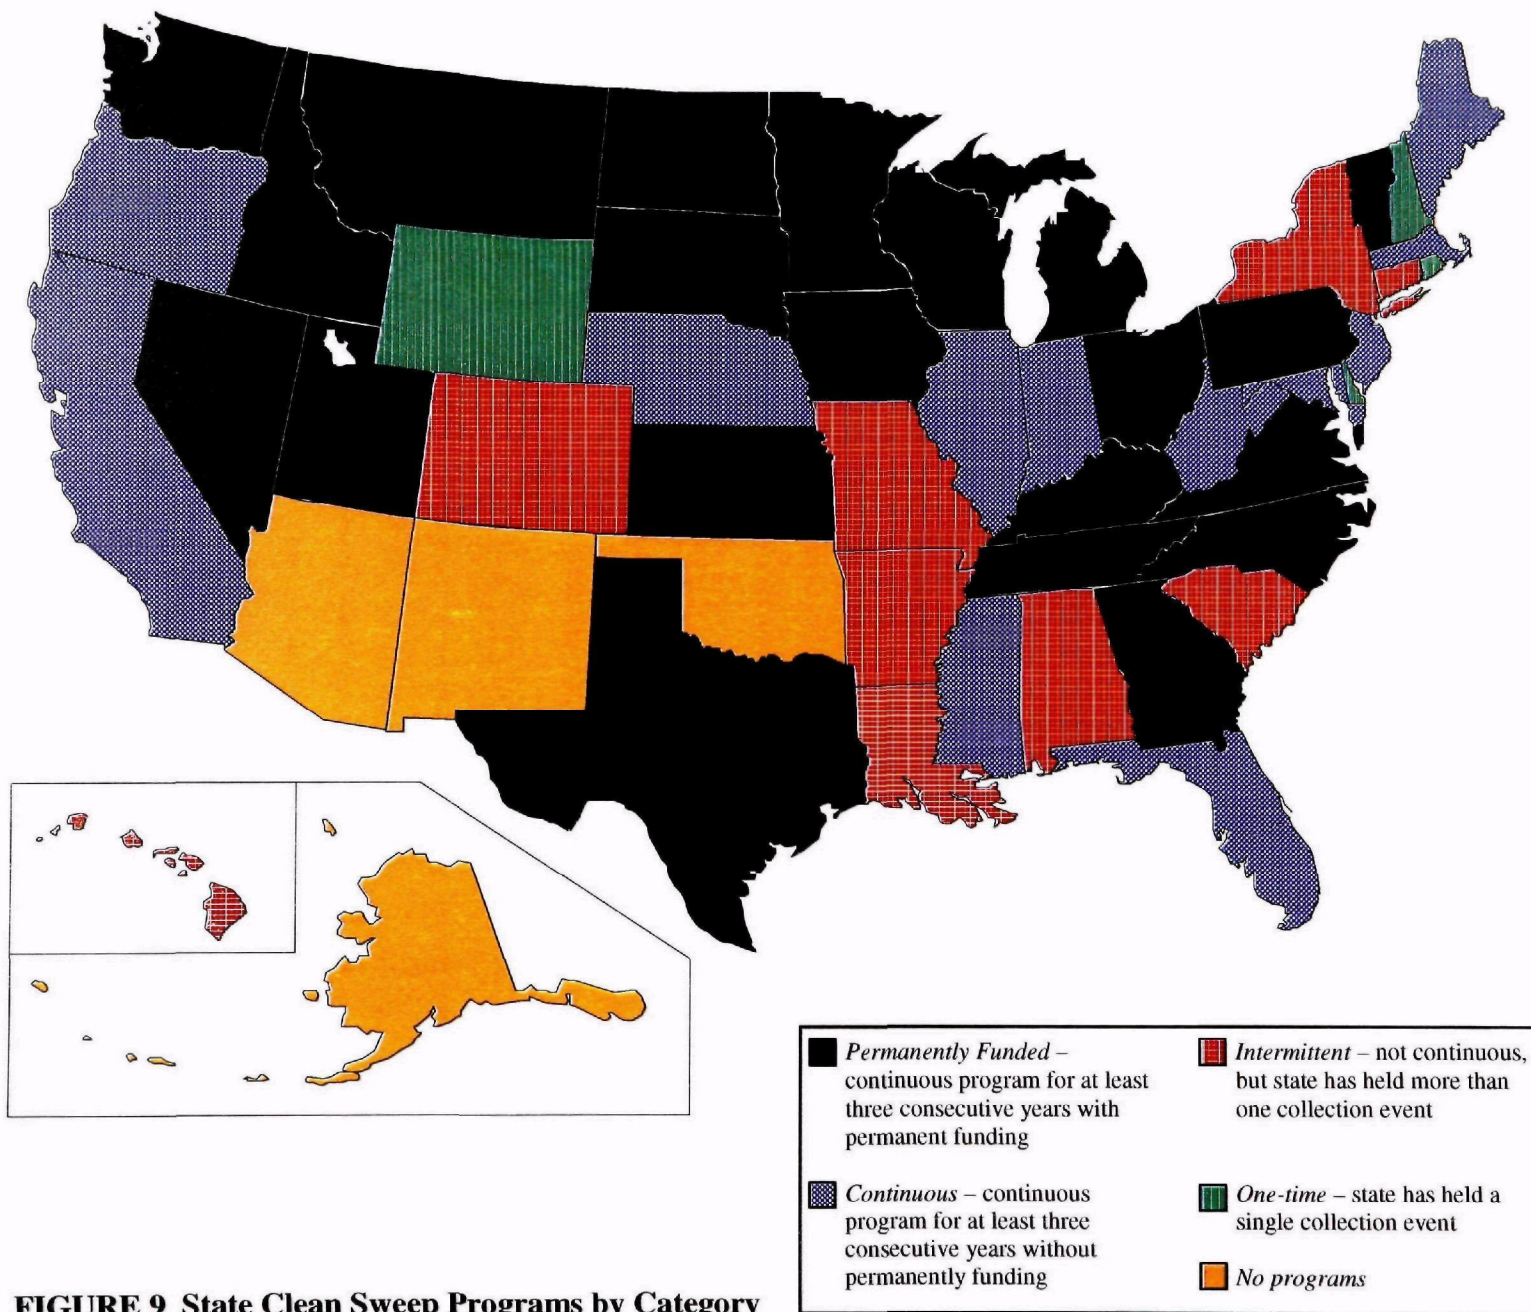 Permanently Funded –
continuous program for at least
three consecutive years with
permanent funding
Continuous – continuous
program for at least three
consecutive years without
permanently funding
Intermittent – not continuous,
but state has held more than
one collection event
One-time – state has held a
single collection event
No programs
FIGURE 9 State Clean Sweep Programs by Category